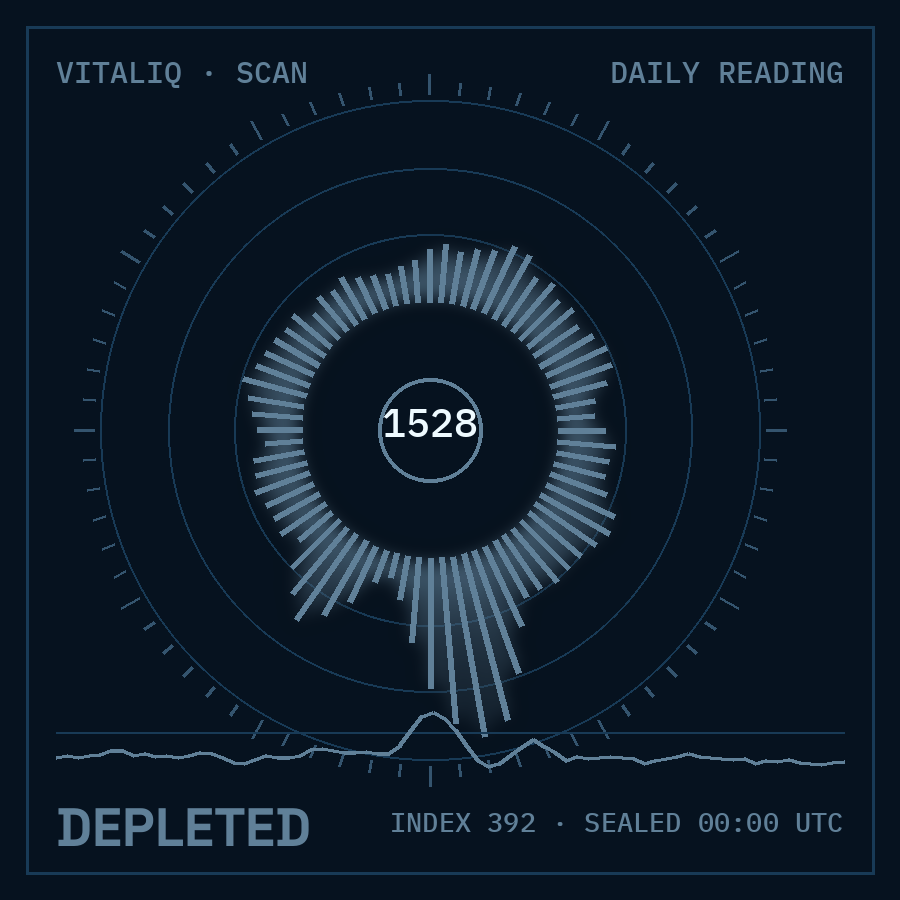 VITALIQ · SCAN
DAILY READING
1528
DEPLETED
INDEX 392 · SEALED 00:00 UTC